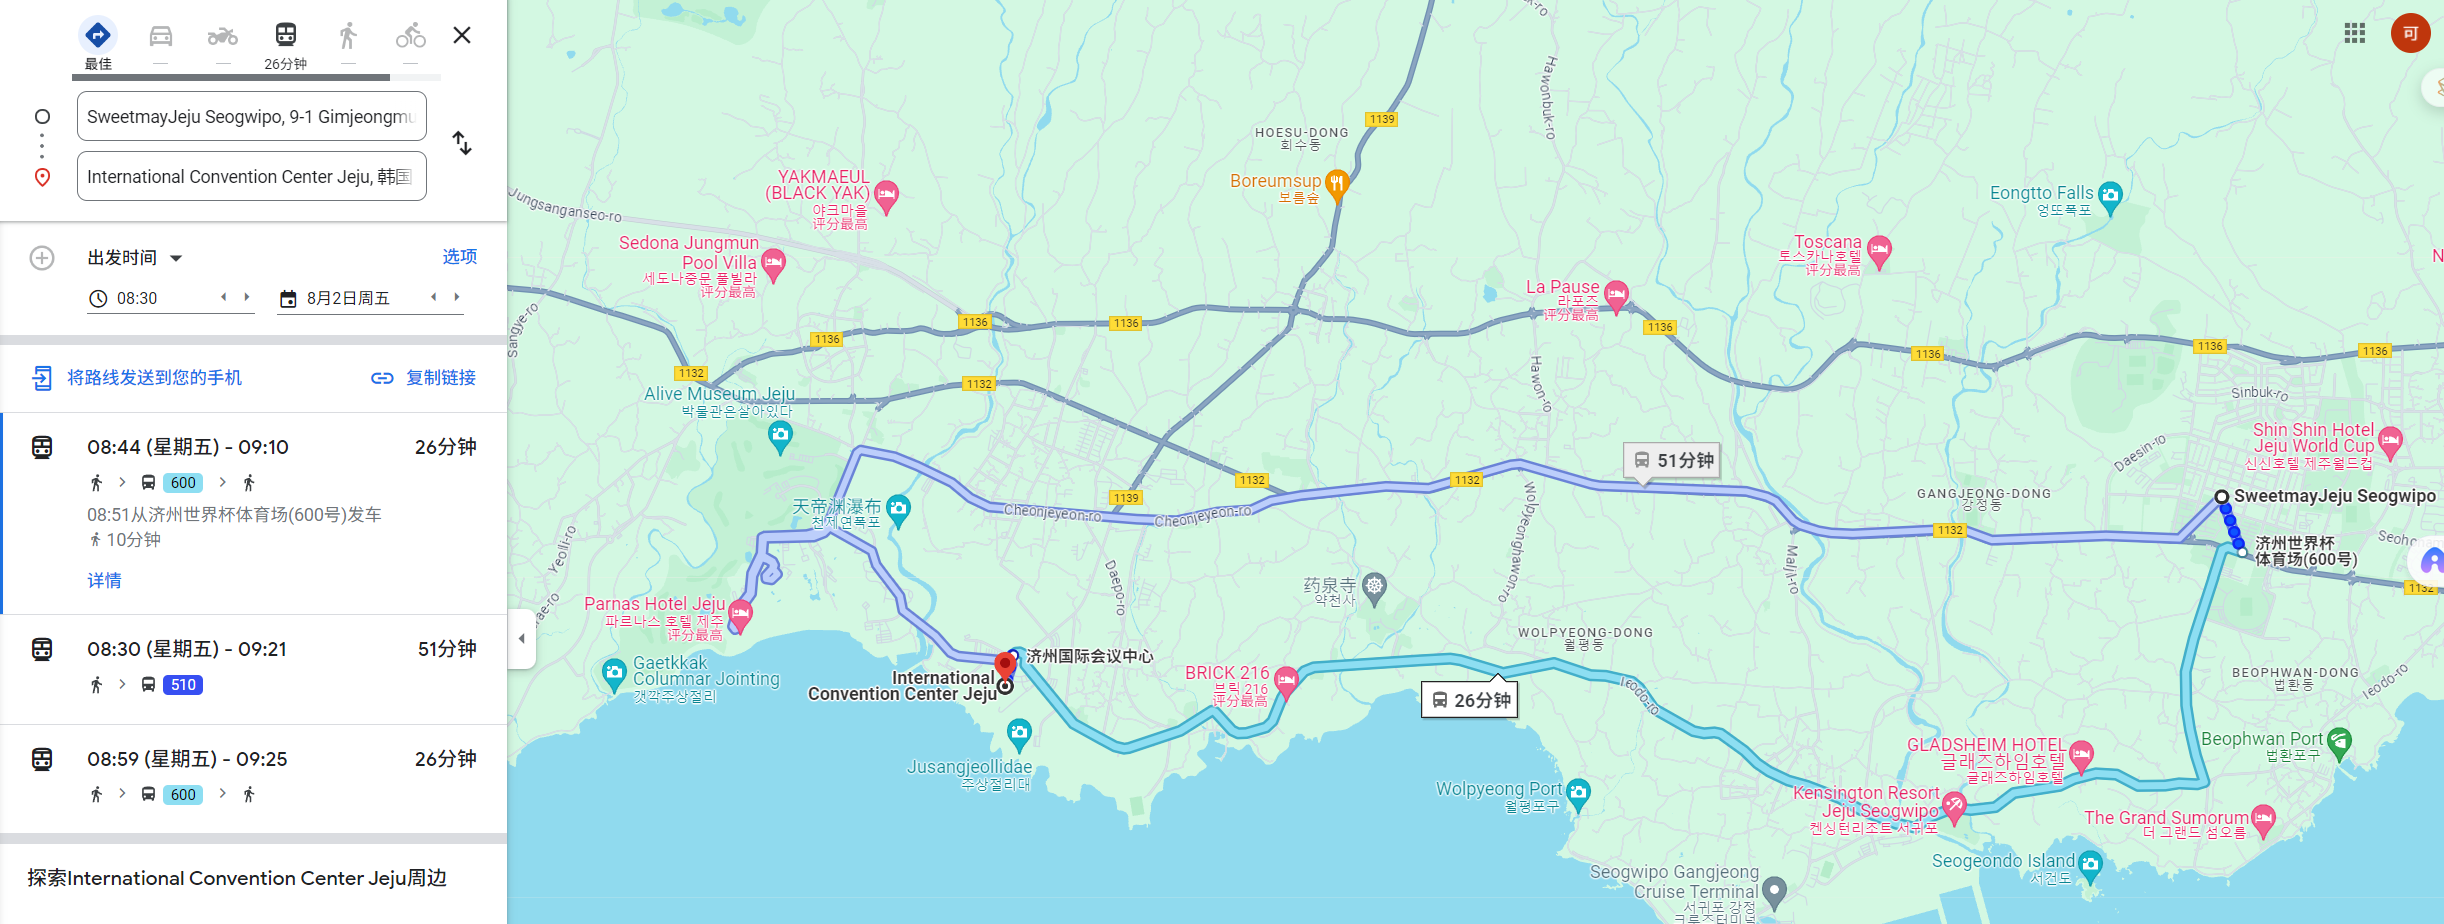 最佳
26分钟
SweetmayJeju Seogwipo, 9-1 Gimjeongmu
International Convention Center Jeju, 韩国
出发时间
选项
08:30
8月2日周五
将路线发送到您的手机
复制链接
08:44 (星期五) - 09:10
26分钟
600
08:51从济州世界杯体育场(600号)发车
10分钟
详情
08:30 (星期五) - 09:21
51分钟
510
08:59 (星期五) - 09:25
26分钟
600
探索International Convention Center Jeju周边
可
Hawonbuk-ro
1139
HOESU-DONG
회수동
YAKMAEUL
(BLACK YAK)
야크마을
评分最高
Boreumsup
보름숲
Eongtto Falls
엉또폭포
Jungsanganseo-ro
Sedona Jungmun
Pool Villa
세도나중문 풀빌라
评分最高
Toscana
토스카나호텔
评分最高
La Pause
라포즈
评分最高
Sangye-ro
1136
1136
1136
1136
1136
1136
1136
1132
1132
Alive Museum Jeju
박물관은살아있다
Hawon-ro
Sinbuk-ro
Shin Shin Hotel
Jeju World Cup
신신호텔 제주월드컵
Daesin-ro
51分钟
1132
1132
1139
GANGJEONG-DONG
강정동
SweetmayJeju Seogwipo
天帝渊瀑布
천제연폭포
Cheonjeyeon-ro
Cheonjeyeon-ro
Wolpyeonghawon-ro
1132
济州世界杯
体育场(600号)
Yeolli-ro
Daepo-ro
Majil-ro
1132
药泉寺
약천사
Parnas Hotel Jeju
파르나스 호텔 제주
评分最高
WOLPYEONG-DONG
월평동
济州国际会议中心
Gaetkkak
Columnar Jointing
갯깍주상절리
International
Convention Center Jeju
BRICK 216
브릭 216
评分最高
26分钟
Ieodo-ro
BEOPHWAN-DONG
법환동
Ieodo-ro
Jusangjeollidae
주상절리대
GLADSHEIM HOTEL
글래즈하임호텔
글래즈하임호텔
Beophwan Port
법환포구
Wolpyeong Port
월평포구
Kensington Resort
Jeju Seogwipo
켄싱턴리조트 서귀포
The Grand Sumorum
더 그랜드 섬오름
Seogeondo Island
서건도
Seogwipo Gangjeong
Cruise Terminal
서귀포 강정